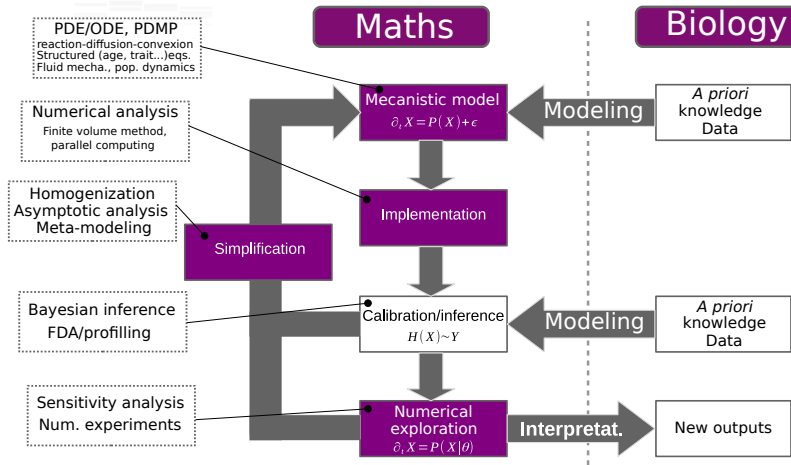 Maths
Biology
PDE/ODE, PDMP
reaction-diffusion-convexion
Structured (age, trait...)eqs.
Fluid mecha., pop. dynamics
Numerical analysis
Finite volume method,
parallel computing
Homogenization
Asymptotic analysis
Meta-modeling
Bayesian inference
FDA/profilling
Sensitivity analysis
Num. experiments
Simplification
Mecanistic model
∂ₜ X = P(X) + ϵ
Implementation
Calibration/inference
H(X) ~ Y
Numerical
exploration
∂ₜ X = P(X|θ)
Modeling
A priori
knowledge
Data
Modeling
A priori
knowledge
Data
Interpretat.
New outputs